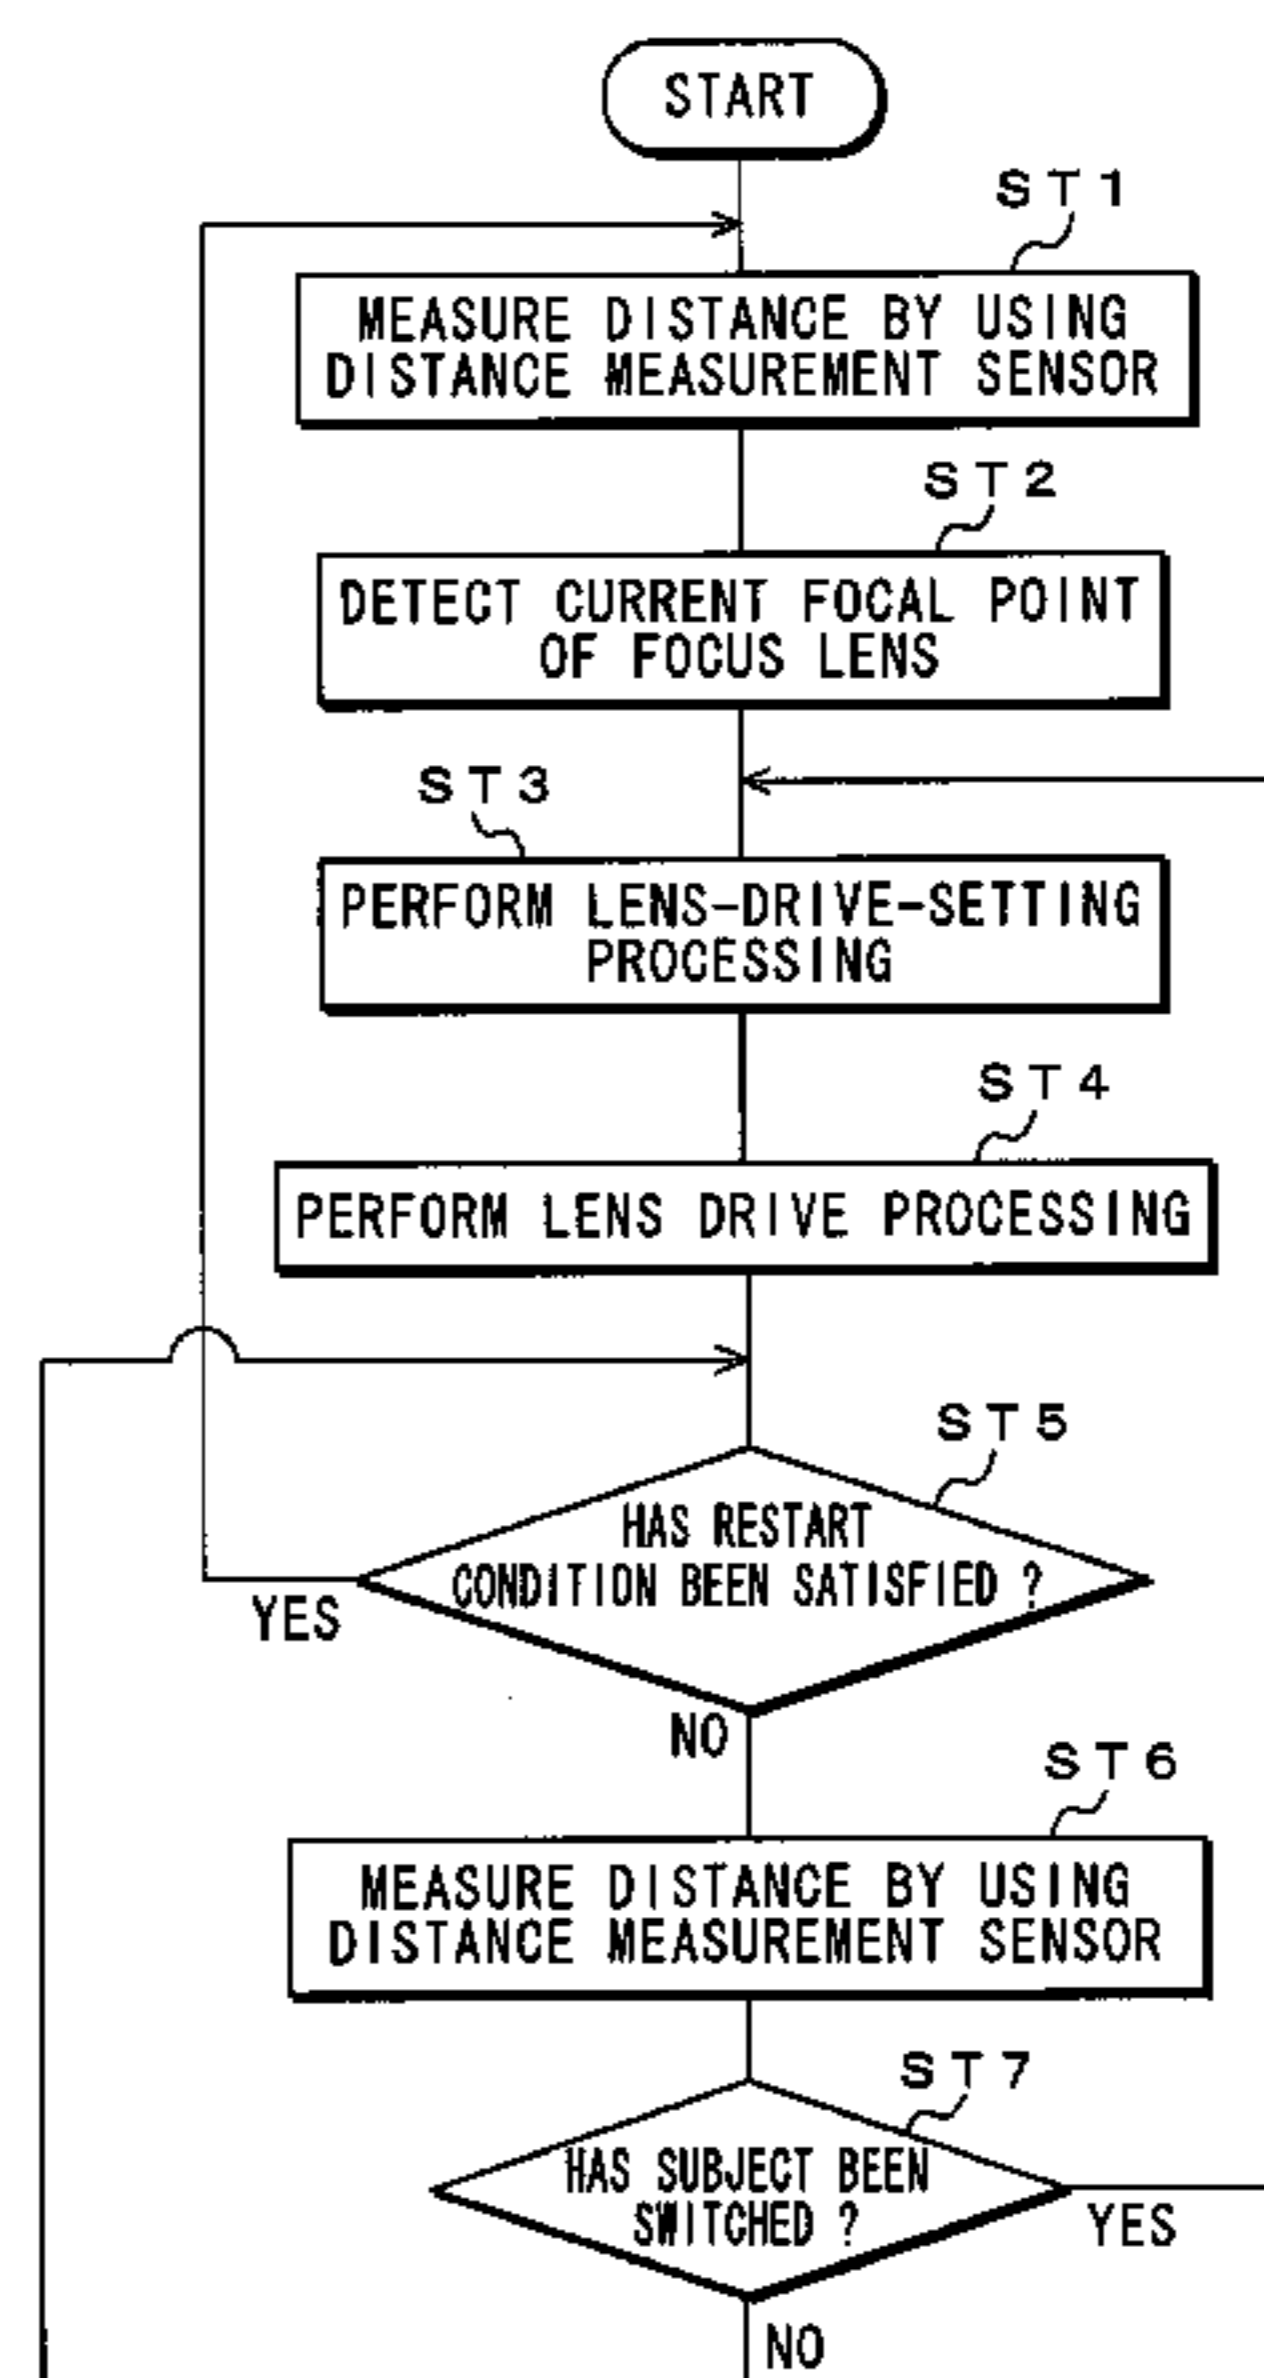 START
ST1
MEASURE DISTANCE BY USING
DISTANCE MEASUREMENT SENSOR
ST2
DETECT CURRENT FOCAL POINT
OF FOCUS LENS
ST3
PERFORM LENS-DRIVE-SETTING
PROCESSING
ST4
PERFORM LENS DRIVE PROCESSING
ST5
HAS RESTART
CONDITION BEEN SATISFIED ?
YES
NO
ST6
MEASURE DISTANCE BY USING
DISTANCE MEASUREMENT SENSOR
ST7
HAS SUBJECT BEEN
SWITCHED ?
YES
NO